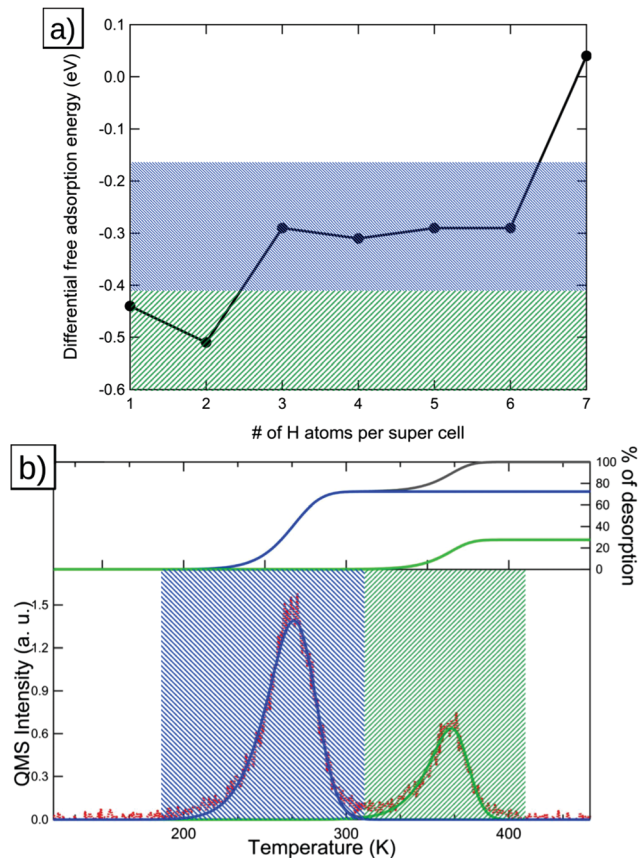 a)
Differential free adsorption energy (eV)
0.1
0.0
-0.1
-0.2
-0.3
-0.4
-0.5
-0.6
1 2 3 4 5 6 7
# of H atoms per super cell
b)
% of desorption
100
80
60
40
20
0
QMS Intensity (a. u.)
1.5
1.2
0.9
0.6
0.3
0.0
200 300 400
Temperature (K)